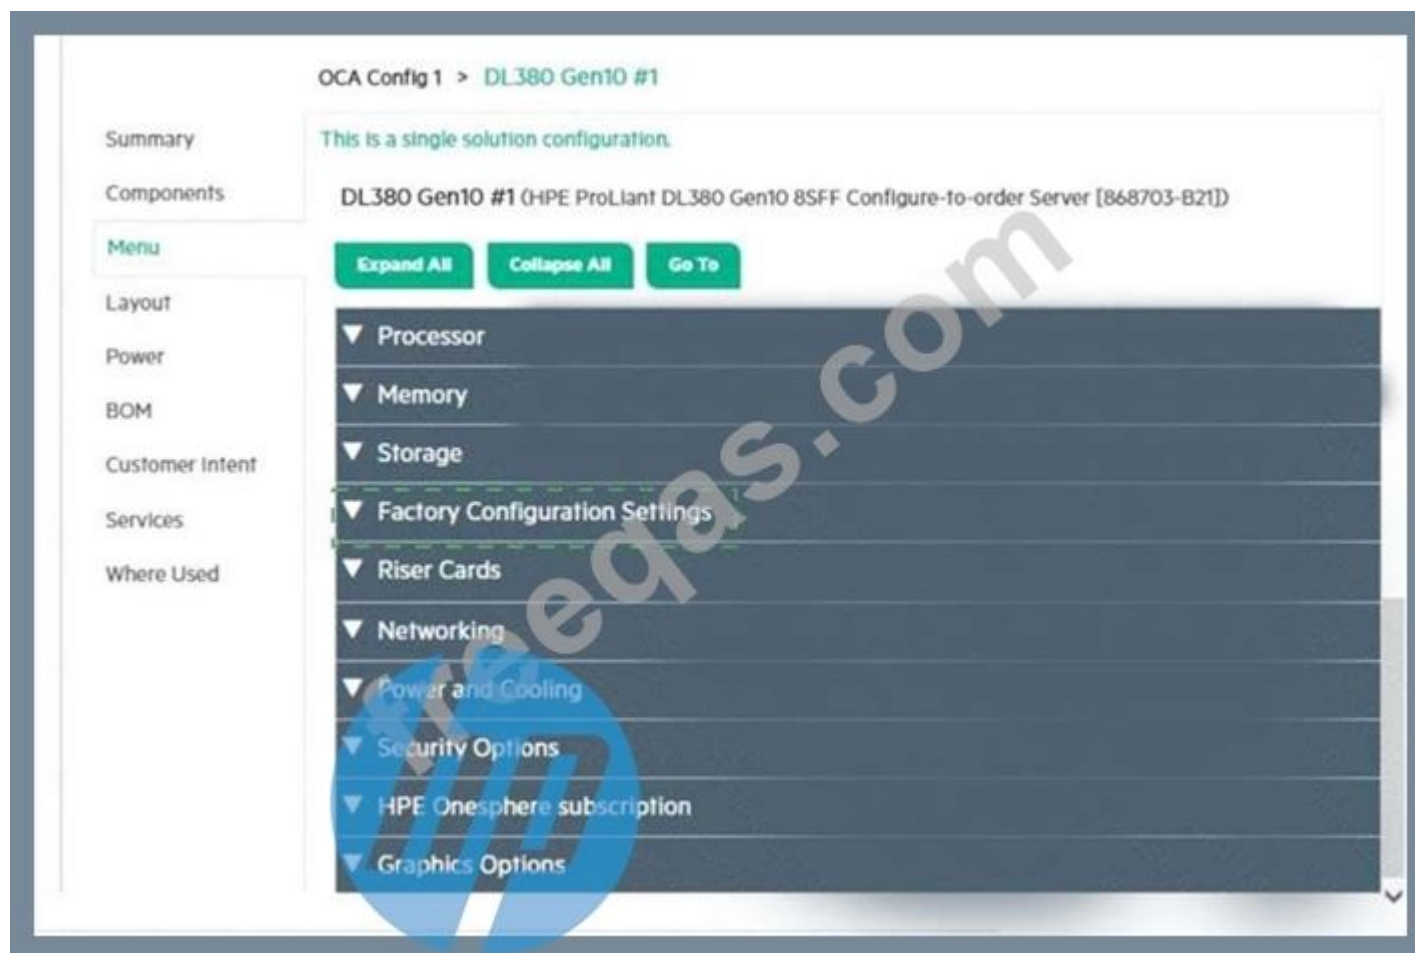 OCA Config 1 > DL380 Gen10 #1
Summary
Components
Menu
Layout
Power
BOM
Customer Intent
Services
Where Used
This is a single solution configuration.
DL380 Gen10 #1 (HPE ProLiant DL380 Gen10 8SFF Configure-to-order Server [868703-B21])
Expand All
Collapse All
Go To
Processor
Memory
Storage
Factory Configuration Settings
Riser Cards
Networking
Power and Cooling
Security Options
HPE Onesphere subscription
Graphics Options
freeqas.com
hp